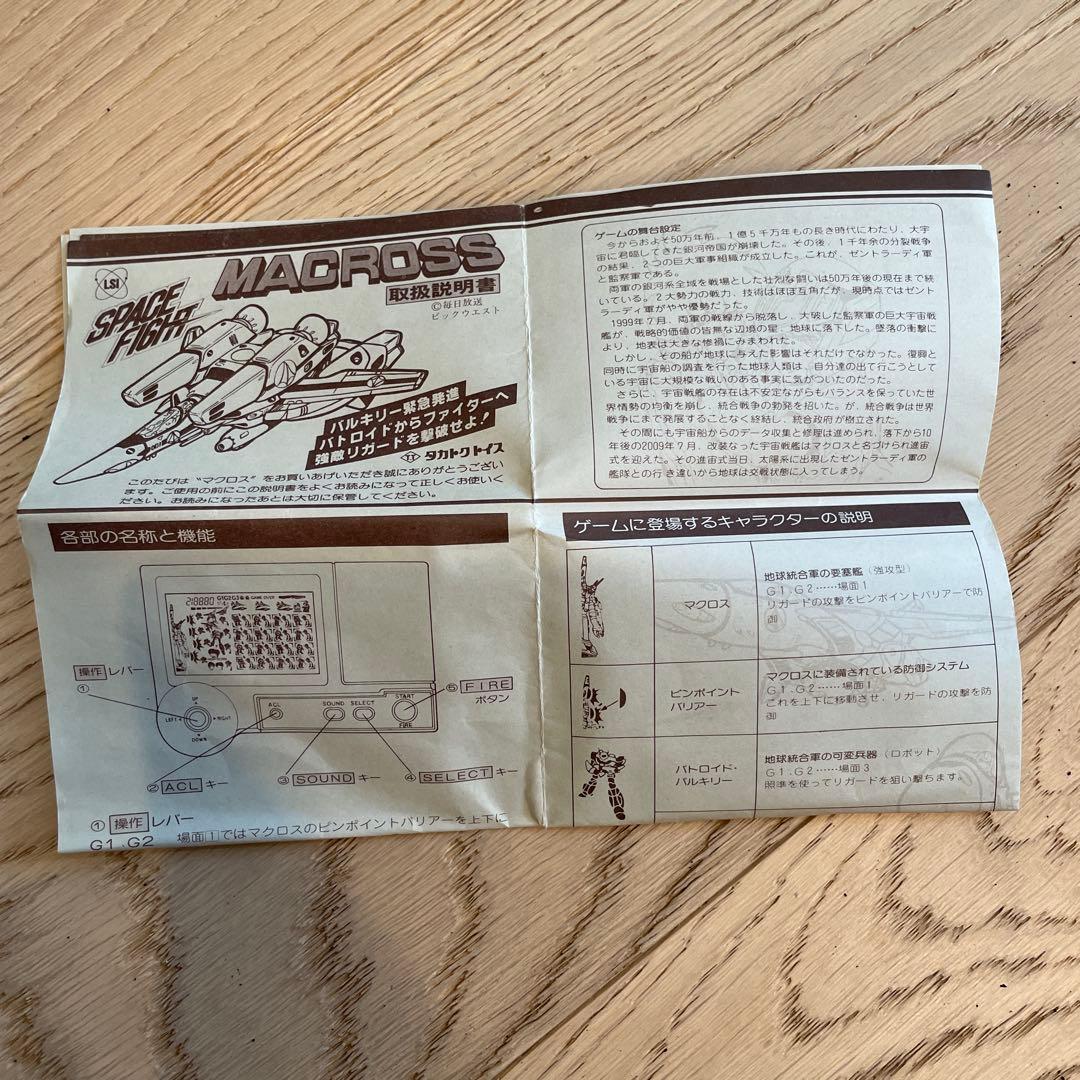 LSI
MACROSS
SPACE
FIGHT
取扱説明書
©毎日放送
ビックウエスト
バルキリー緊急発進
バトロイドからファイターへ
強敵リガードを撃破せよ!
タカトクトイス
このたびは"マクロス"をお買いあげいただき誠にありがとうござい
ます。ご使用の前にこの説明書をよくお読みになって正しくお使いく
ださい。お読みになったあとは大切に保管してください。
ゲームの舞台設定
今からおよそ50万年前、1億5千万年もの長き時代にわたり、大宇
宙に君臨してきた銀河帝国が崩壊した。その後、1千年余の分裂戦争
の結果、2つの巨大軍事組織が成立した。これが、ゼントラーディ軍
と監察軍である。
両軍の銀河系全域を戦場とした壮烈な闘いは50万年後の現在まで続
いている。2大勢力の戦力、技術はほぼ互角だが、現時点ではゼント
ラーディ軍がやや優勢だった。
1999年7月、両軍の戦線から脱落し、大破した監察軍の巨大宇宙戦
艦が、戦略的価値の皆無な辺境の星、地球に落下した。墜落の衝撃に
より、地表は大きな惨禍にみまわれた。
しかし、その船が地球に与えた影響はそれだけでなかった。復興と
同時に宇宙船の調査を行った地球人類は、自分達の出て行こうとして
いる宇宙に大規模な戦いのある事実に気がついたのだった。
さらに、宇宙戦艦の存在は不安定ながらもバランスを保っていた世
界情勢の均衡を崩し、統合戦争の勃発を招いた。が、統合戦争は世界
戦争にまで発展することなく終結し、統合政府が樹立された。
その間にも宇宙船からのデータ収集と修理は進められ、落下から10
年後の2009年7月、改装なった宇宙戦艦はマクロスと名づけられ進宙
式を迎えた。その進宙式当日、太陽系に出現したゼントラーディ軍の
艦隊との行き違いから地球は交戦状態に入ってしまう。
各部の名称と機能
G1G2G3 GAME OVER
操作レバー
①
UP
LEFT
RIGHT
DOWN
ACL
SOUND
SELECT
START
FIRE
⑤FIRE
ボタン
②ACLキー
③SOUNDキー
④SELECTキー
①操作レバー
G1.G2 場面1ではマクロスのピンポイントバリアーを上下に
ゲームに登場するキャラクターの説明
マクロス
地球統合軍の要塞艦(強攻型)
G1.G2……場面1
リガードの攻撃をピンポイントバリアーで防
御
ピンポイント
バリアー
マクロスに装備されている防御システム
G1.G2……場面1
これを上下に移動させ、リガードの攻撃を防
御
バトロイド・
バルキリー
地球統合軍の可変兵器(ロボット)
G1.G2……場面3
照準を使ってリガードを狙い撃ちます。